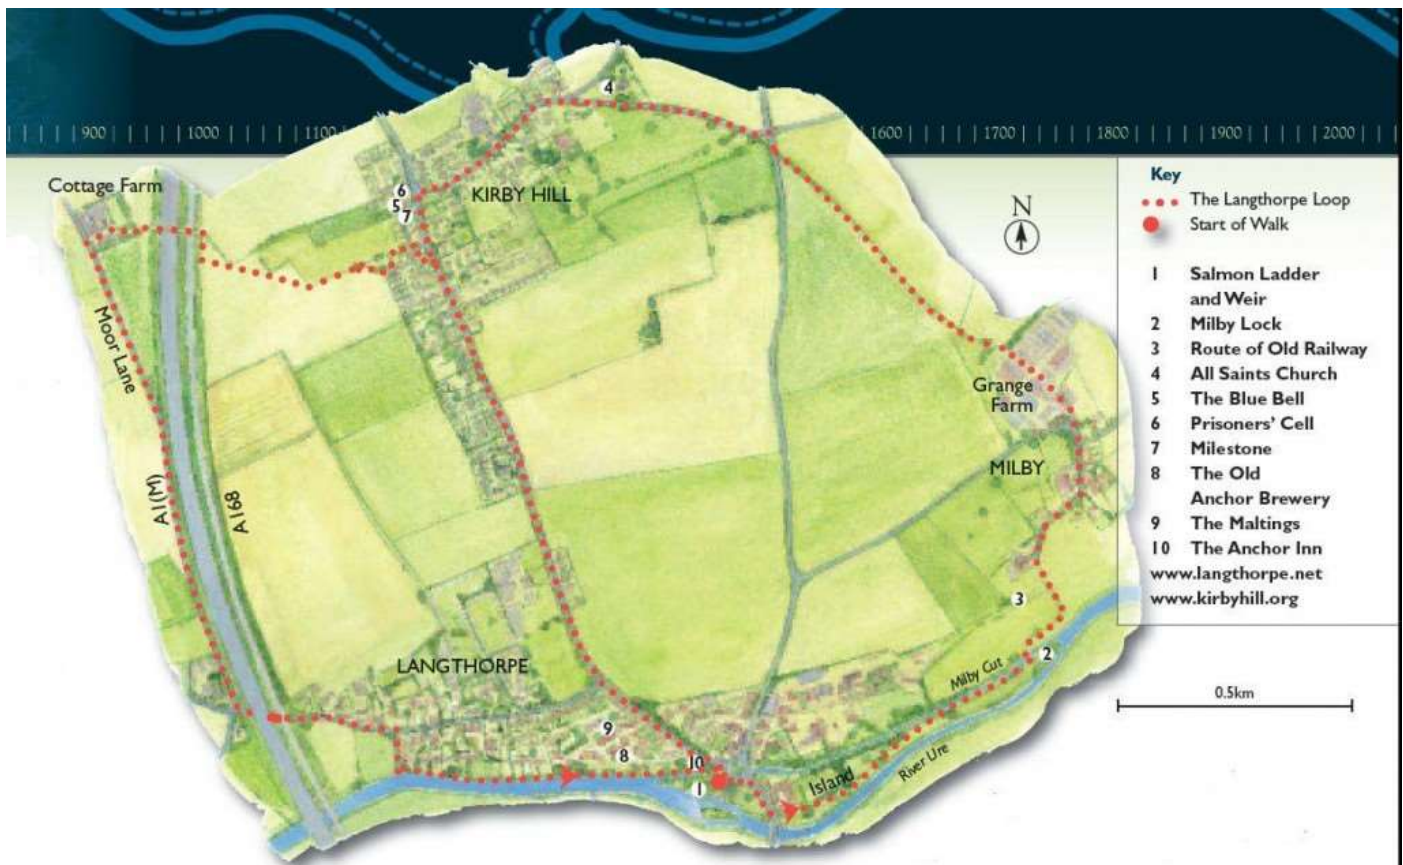 900
1000
1100
1600
1700
1800
1900
2000
Cottage Farm
4
6
5
7
KIRBY HILL
N
Moor Lane
A1(M)
A168
Grange
Farm
MILBY
3
LANGTHORPE
2
Milby Cut
9
8
10
1
Island
River Ure
Key
The Langthorpe Loop
Start of Walk
1 Salmon Ladder
and Weir
2 Milby Lock
3 Route of Old Railway
4 All Saints Church
5 The Blue Bell
6 Prisoners' Cell
7 Milestone
8 The Old
Anchor Brewery
9 The Maltings
10 The Anchor Inn
www.langthorpe.net
www.kirbyhill.org
0.5km